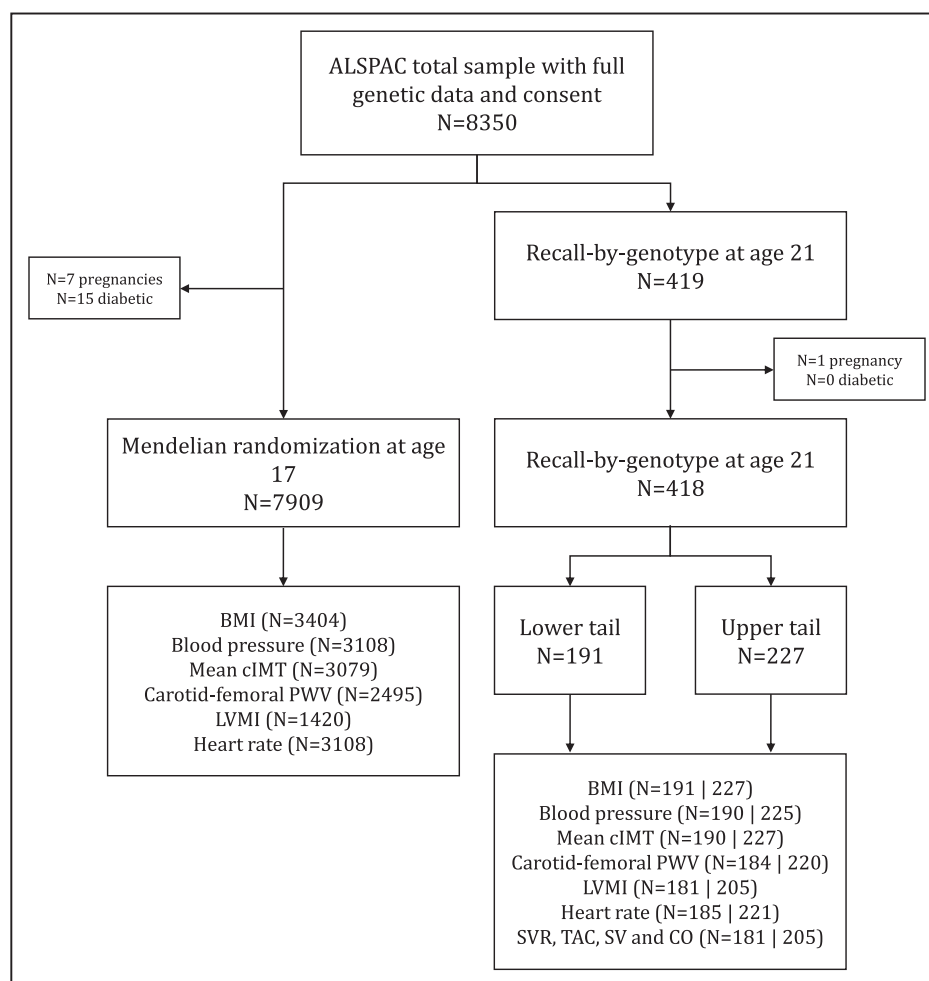 ALSPAC total sample with full
genetic data and consent
N=8350
N=7 pregnancies
N=15 diabetic
Recall-by-genotype at age 21
N=419
N=1 pregnancy
N=0 diabetic
Mendelian randomization at age
17
N=7909
Recall-by-genotype at age 21
N=418
BMI (N=3404)
Blood pressure (N=3108)
Mean cIMT (N=3079)
Carotid-femoral PWV (N=2495)
LVMI (N=1420)
Heart rate (N=3108)
Lower tail
N=191
Upper tail
N=227
BMI (N=191 | 227)
Blood pressure (N=190 | 225)
Mean cIMT (N=190 | 227)
Carotid-femoral PWV (N=184 | 220)
LVMI (N=181 | 205)
Heart rate (N=185 | 221)
SVR, TAC, SV and CO (N=181 | 205)